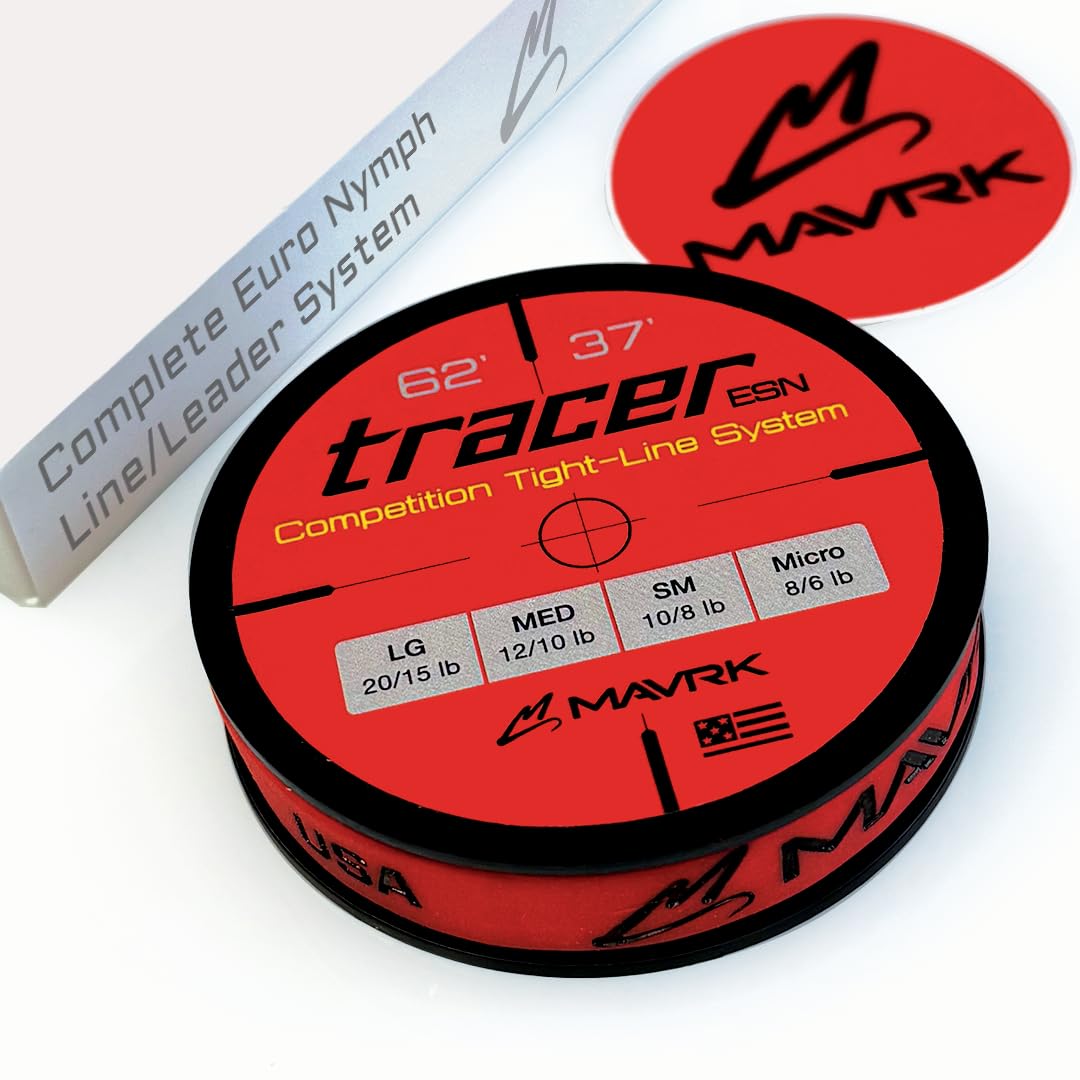 Complete Euro Nymph
Line/Leader System
MAVRK
62' 37'
tracer ESN
Competition Tight-Line System
LG
20/15 lb
MED
12/10 lb
SM
10/8 lb
Micro
8/6 lb
MAVRK
USA
MAV